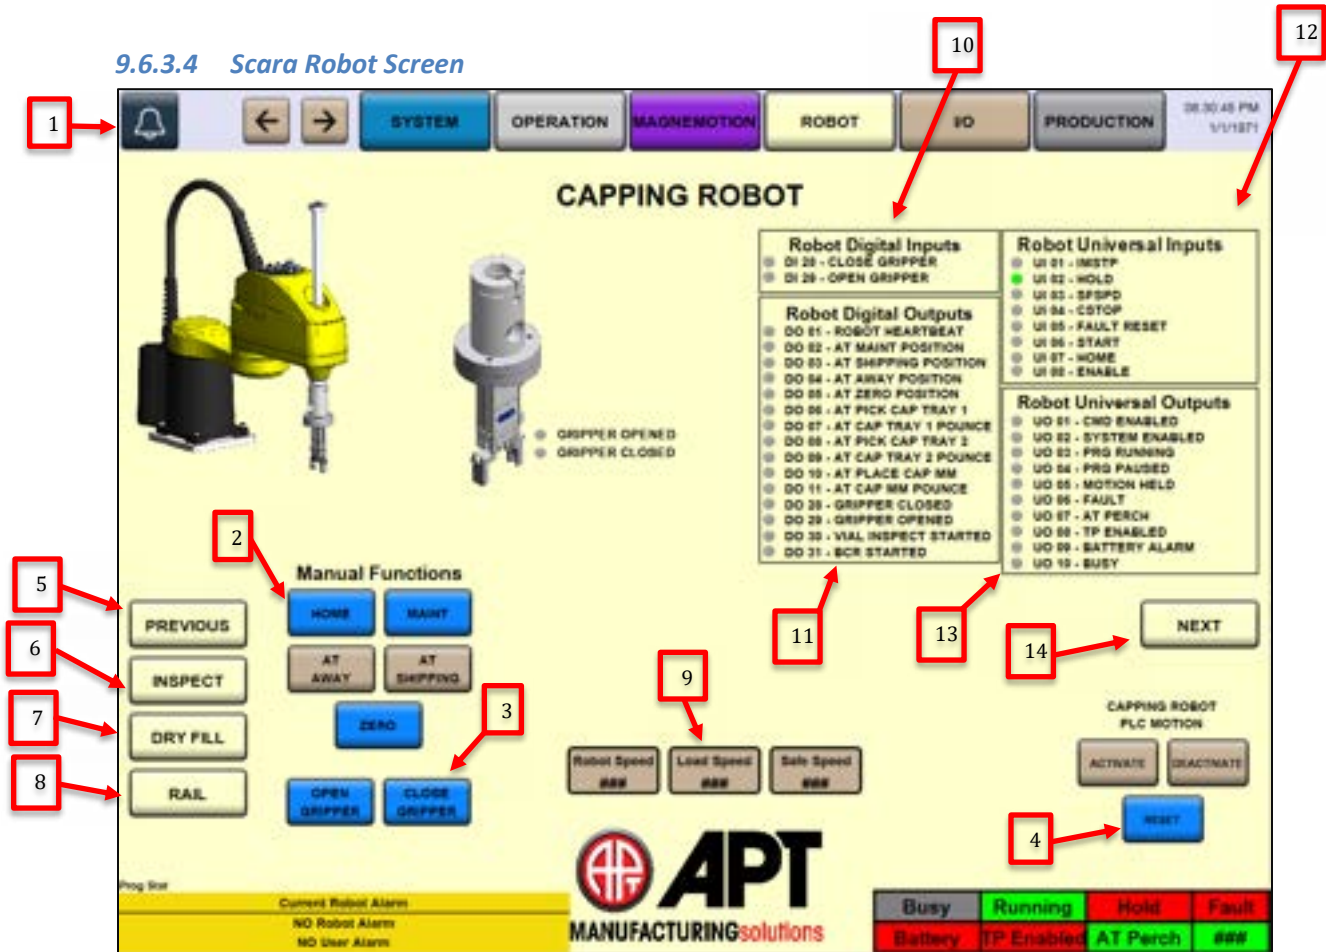 9.6.3.4 Scara Robot Screen
10
12
1
SYSTEM
OPERATION
MAGNEMOTION
ROBOT
I/O
PRODUCTION
1/1/1971
CAPPING ROBOT
Robot Digital Inputs
DI 28 - CLOSE GRIPPER
DI 29 - OPEN GRIPPER
Robot Digital Outputs
DO 01 - ROBOT HEARTBEAT
DO 02 - AT MAINT POSITION
DO 03 - AT SHIPPING POSITION
DO 04 - AT AWAY POSITION
DO 05 - AT ZERO POSITION
DO 06 - AT PICK CAP TRAY 1
DO 07 - AT CAP TRAY 1 POUNCE
DO 08 - AT PICK CAP TRAY 2
DO 09 - AT CAP TRAY 2 POUNCE
DO 10 - AT PLACE CAP MM
DO 11 - AT CAP MM POUNCE
DO 28 - GRIPPER CLOSED
DO 29 - GRIPPER OPENED
DO 30 - VIAL INSPECT STARTED
DO 31 - BCR STARTED
Robot Universal Inputs
UI 01 - IMSTP
UI 02 - HOLD
UI 03 - SFSPD
UI 04 - CSTOP
UI 05 - FAULT RESET
UI 06 - START
UI 07 - HOME
UI 08 - ENABLE
Robot Universal Outputs
UO 01 - CMD ENABLED
UO 02 - SYSTEM ENABLED
UO 03 - PRG RUNNING
UO 04 - PRG PAUSED
UO 05 - MOTION HELD
UO 06 - FAULT
UO 07 - AT PERCH
UO 08 - TP ENABLED
UO 09 - BATTERY ALARM
UO 10 - BUSY
GRIPPER OPENED
GRIPPER CLOSED
2
Manual Functions
HOME
MAINT
AT
AWAY
AT
SHIPPING
ZERO
3
OPEN
GRIPPER
CLOSE
GRIPPER
5
PREVIOUS
6
INSPECT
7
DRY FILL
8
RAIL
9
Robot Speed
###
Load Speed
###
Safe Speed
###
11
13
14
NEXT
CAPPING ROBOT
PLC MOTION
ACTIVATE
DEACTIVATE
RESET
4
APT
MANUFACTURINGsolutions
Prog Stat
Current Robot Alarm
NO Robot Alarm
NO User Alarm
Busy
Running
Hold
Fault
Battery
TP Enabled
AT Perch
###